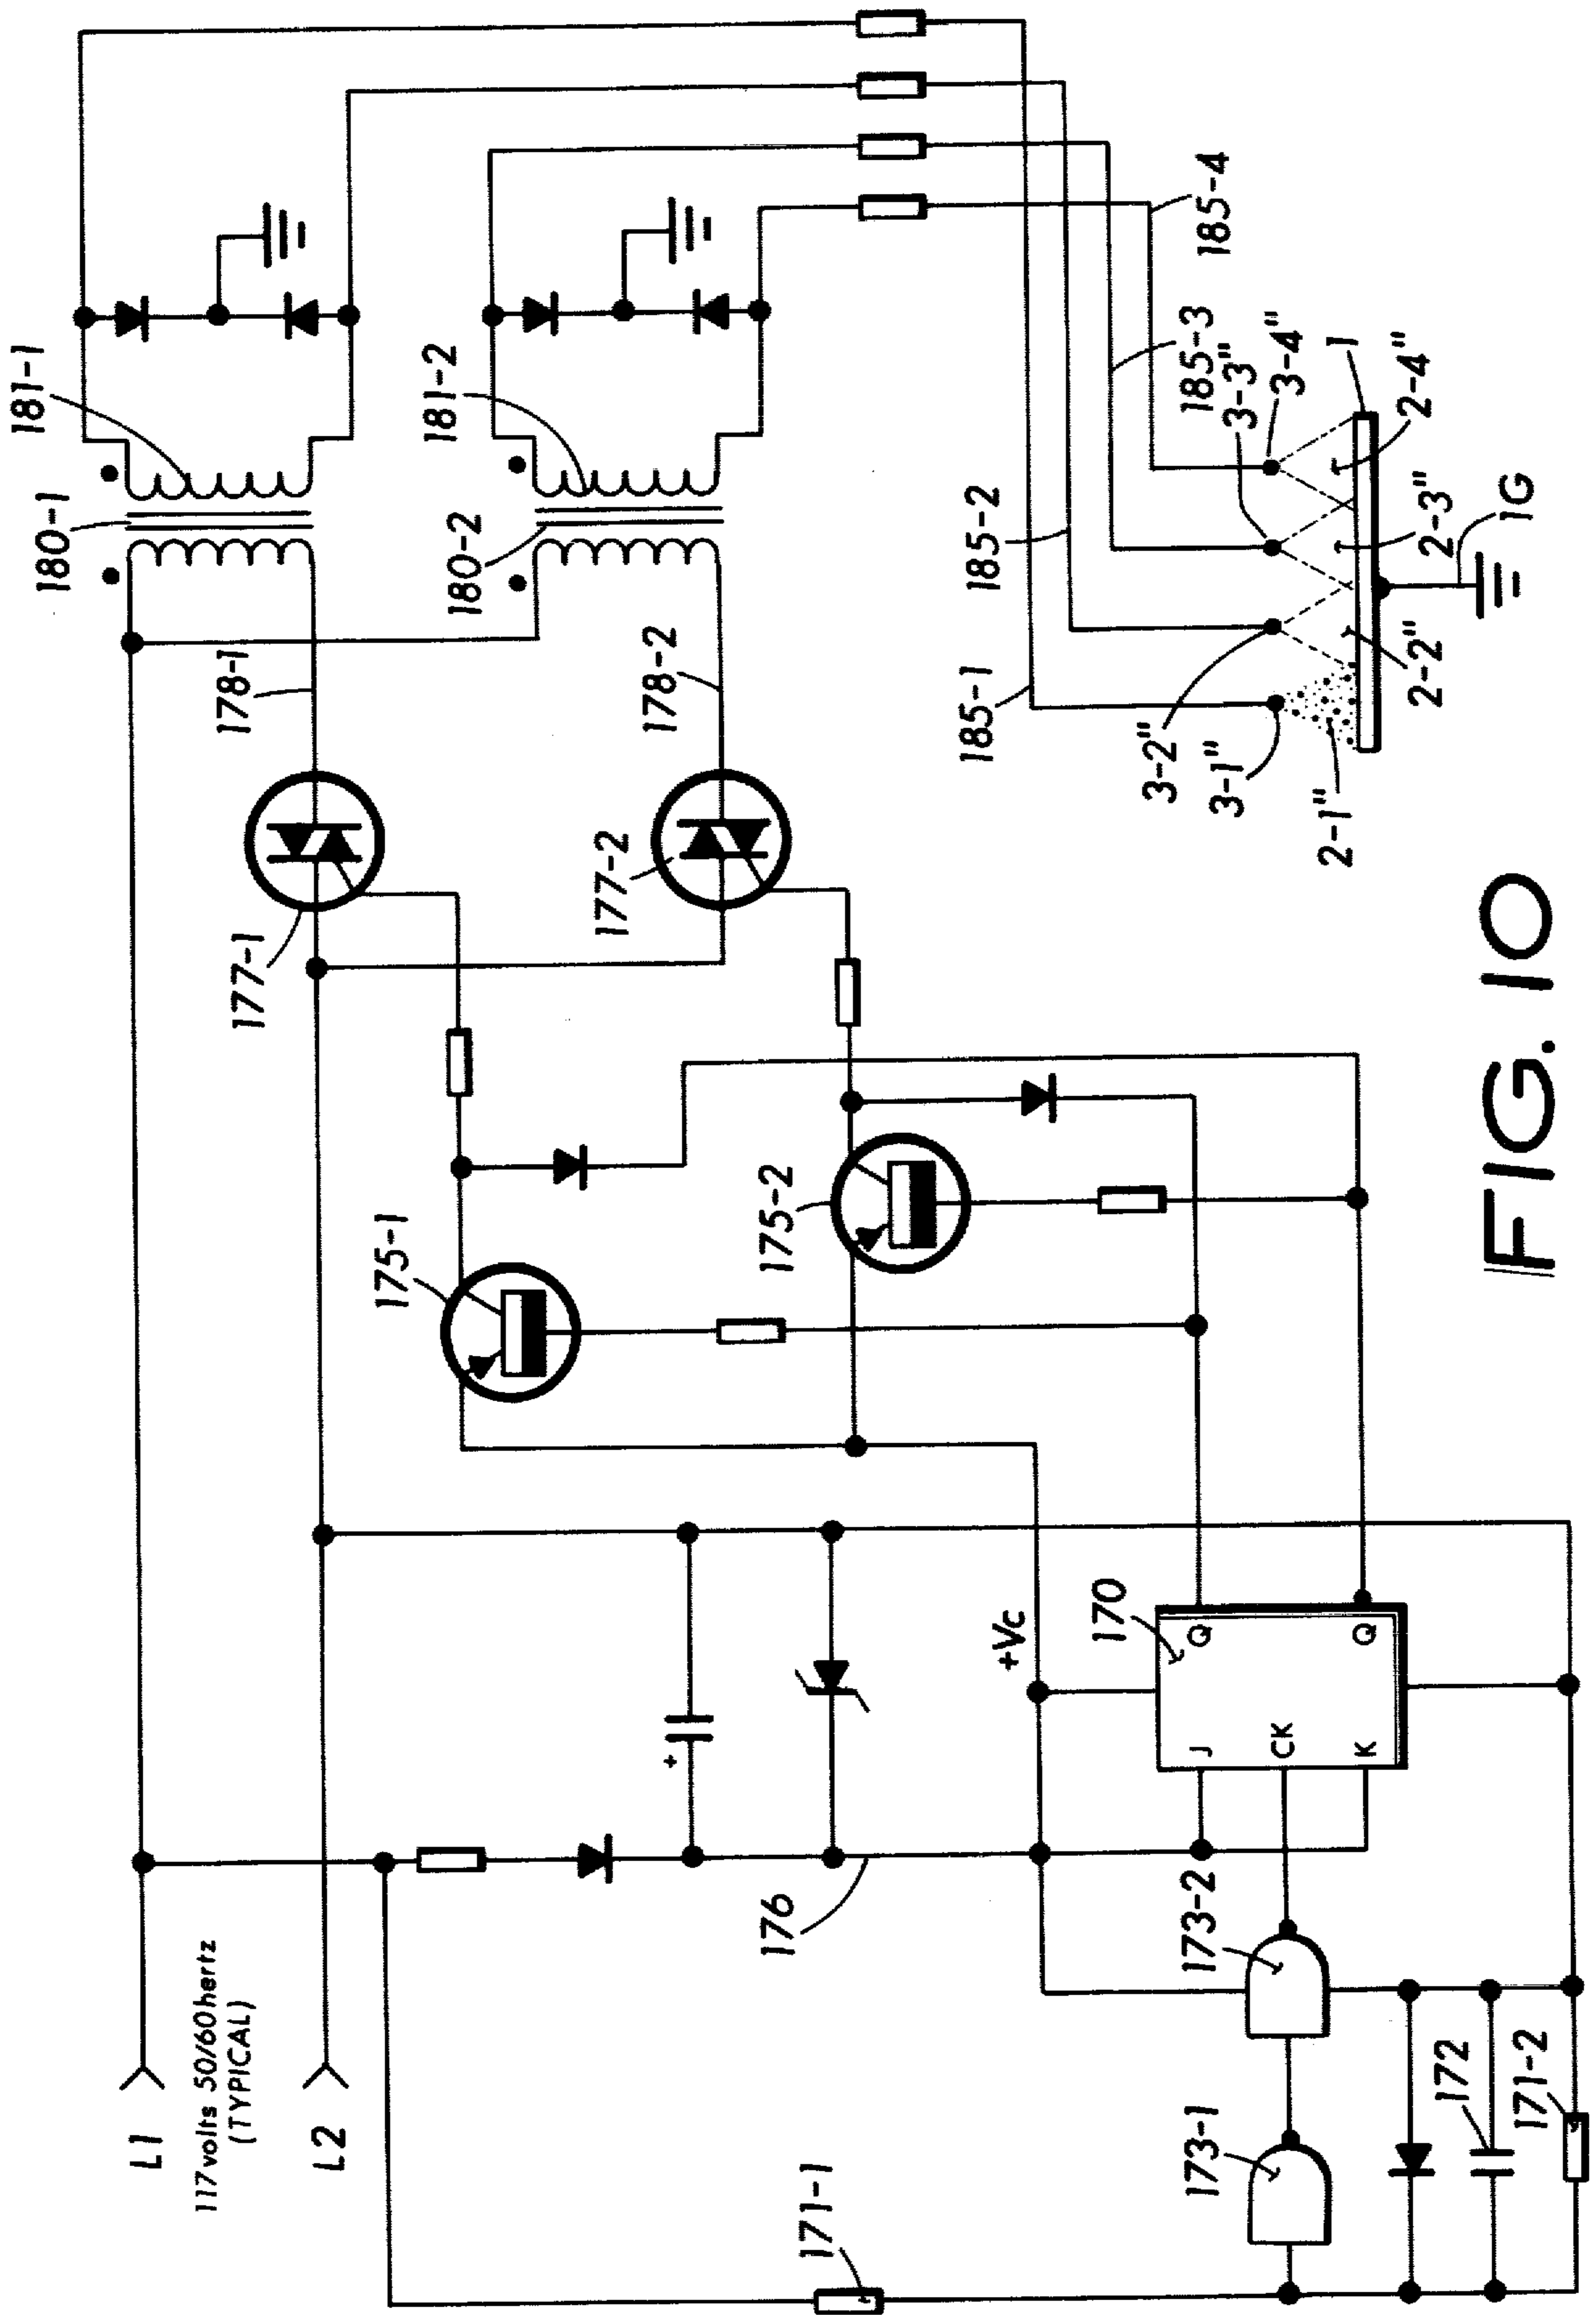 L1
117 volts 50/60 hertz
(TYPICAL)
L2
171-1
173-1
172
171-2
173-2
176
+Vc
170
J
CK
K
Q
Q
175-1
175-2
177-1
177-2
178-1
178-2
180-1
181-1
180-2
181-2
185-1
185-2
185-3
185-4
3-1"
3-2"
3-3"
3-4"
2-1"
2-2"
2-3"
2-4"
1
1G
+
FIG. 10